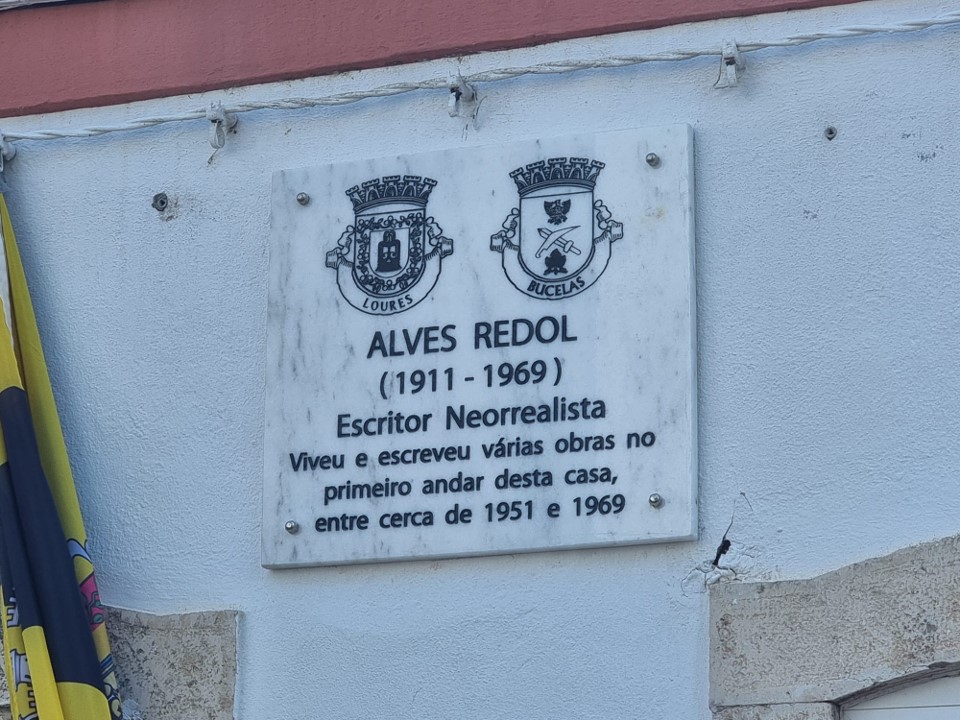 LOURES
BUCELAS
ALVES REDOL
(1911 - 1969)
Escritor Neorrealista
Viveu e escreveu várias obras no
primeiro andar desta casa,
entre cerca de 1951 e 1969